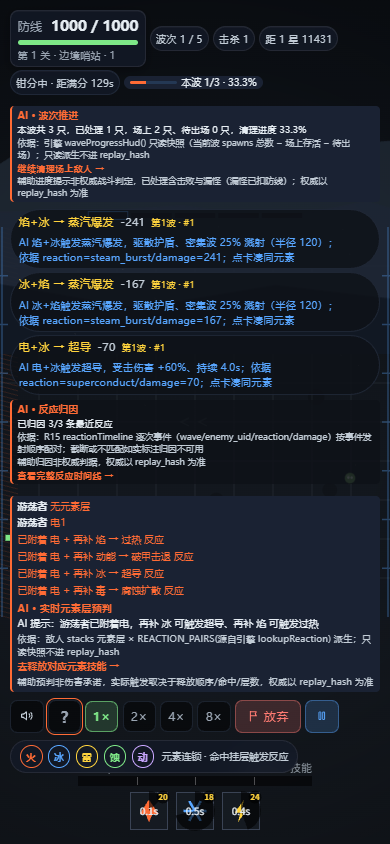 防线 1000 / 1000
第 1 关 · 边境哨站 · 1
波次 1 / 5
击杀 1
距 1 星 11431
钳分中 · 距满分 129s
本波 1/3 · 33.3%
AI · 波次推进
本波共 3 只，已处理 1 只，场上 2 只、待出场 0 只，清理进度 33.3%
依据：引擎 waveProgressHud() 只读快照（当前波 spawns 总数 − 场上存活 − 待出
场）；只读派生不进 replay_hash
继续清理场上敌人 →
辅助进度提示非权威战斗判定，已处理含击败与漏怪（漏怪已扣防线）；权威以
replay_hash 为准
焰+冰 → 蒸汽爆发 -241 第1波 · #1
AI 焰+冰触发蒸汽爆发，驱散护盾、密集波 25% 溅射（半径 120）；
依据 reaction=steam_burst/damage=241；点卡凑同元素
冰+焰 → 蒸汽爆发 -167 第1波 · #1
AI 冰+焰触发蒸汽爆发，驱散护盾、密集波 25% 溅射（半径 120）；
依据 reaction=steam_burst/damage=167；点卡凑同元素
电+冰 → 超导 -70 第1波 · #1
AI 电+冰触发超导，受击伤害 +60%、持续 4.0s；依据
reaction=superconduct/damage=70；点卡凑同元素
AI · 反应归因
已归因 3/3 条最近反应
依据：R15 reactionTimeline 逐次事件（wave/enemy_uid/reaction/damage）按事件发
射顺序配对；截断或不匹配如实标注归因不可用
辅助归因非权威判据，权威以 replay_hash 为准
查看完整反应时间线 →
游荡者 无元素层
游荡者 电1
已附着 电 + 再补 焰 → 过热 反应
已附着 电 + 再补 动能 → 破甲击退 反应
已附着 电 + 再补 冰 → 超导 反应
已附着 电 + 再补 毒 → 腐蚀扩散 反应
AI · 实时元素层预判
AI 提示：游荡者已附着电，再补 冰 可触发超导、再补 焰 可触发过热
依据：敌人 stacks 元素层 × REACTION_PAIRS(源自引擎 lookupReaction) 派生；只
读快照不进 replay_hash
去释放对应元素技能 →
辅助预判非伤害承诺，实际触发取决于释放顺序/命中/层数，权威以 replay_hash 为准
? 1× 2× 4× 8× 放弃
火 冰 雷 蚀 动 元素连锁 · 命中挂层触发反应
技能
20 22 24
0.1s 0.5s 0.4s